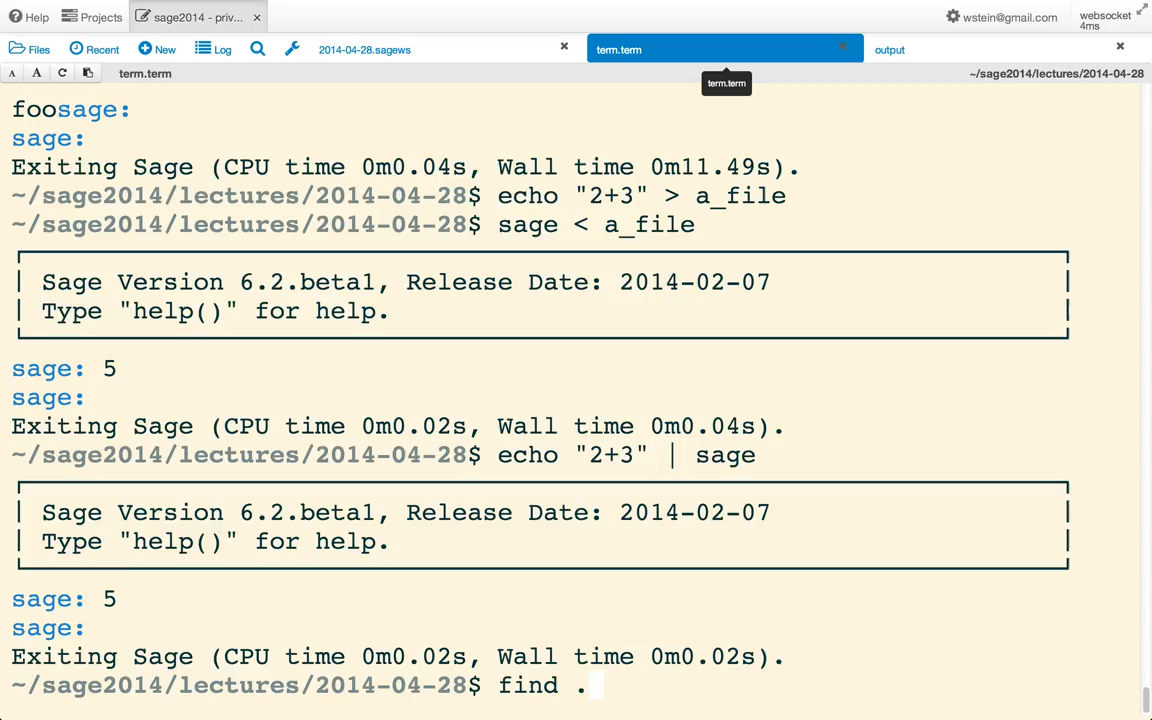 Help Projects sage2014 - priv... × wstein@gmail.com websocket 4ms
Files Recent New Log 2014-04-28.sagews × term.term × output ×
A A C term.term ~/sage2014/lectures/2014-04-28
term.term
foosage:
sage:
Exiting Sage (CPU time 0m0.04s, Wall time 0m11.49s).
~/sage2014/lectures/2014-04-28$ echo "2+3" > a_file
~/sage2014/lectures/2014-04-28$ sage < a_file
| Sage Version 6.2.beta1, Release Date: 2014-02-07 |
| Type "help()" for help. |
sage: 5
sage:
Exiting Sage (CPU time 0m0.02s, Wall time 0m0.04s).
~/sage2014/lectures/2014-04-28$ echo "2+3" | sage
| Sage Version 6.2.beta1, Release Date: 2014-02-07 |
| Type "help()" for help. |
sage: 5
sage:
Exiting Sage (CPU time 0m0.02s, Wall time 0m0.02s).
~/sage2014/lectures/2014-04-28$ find .